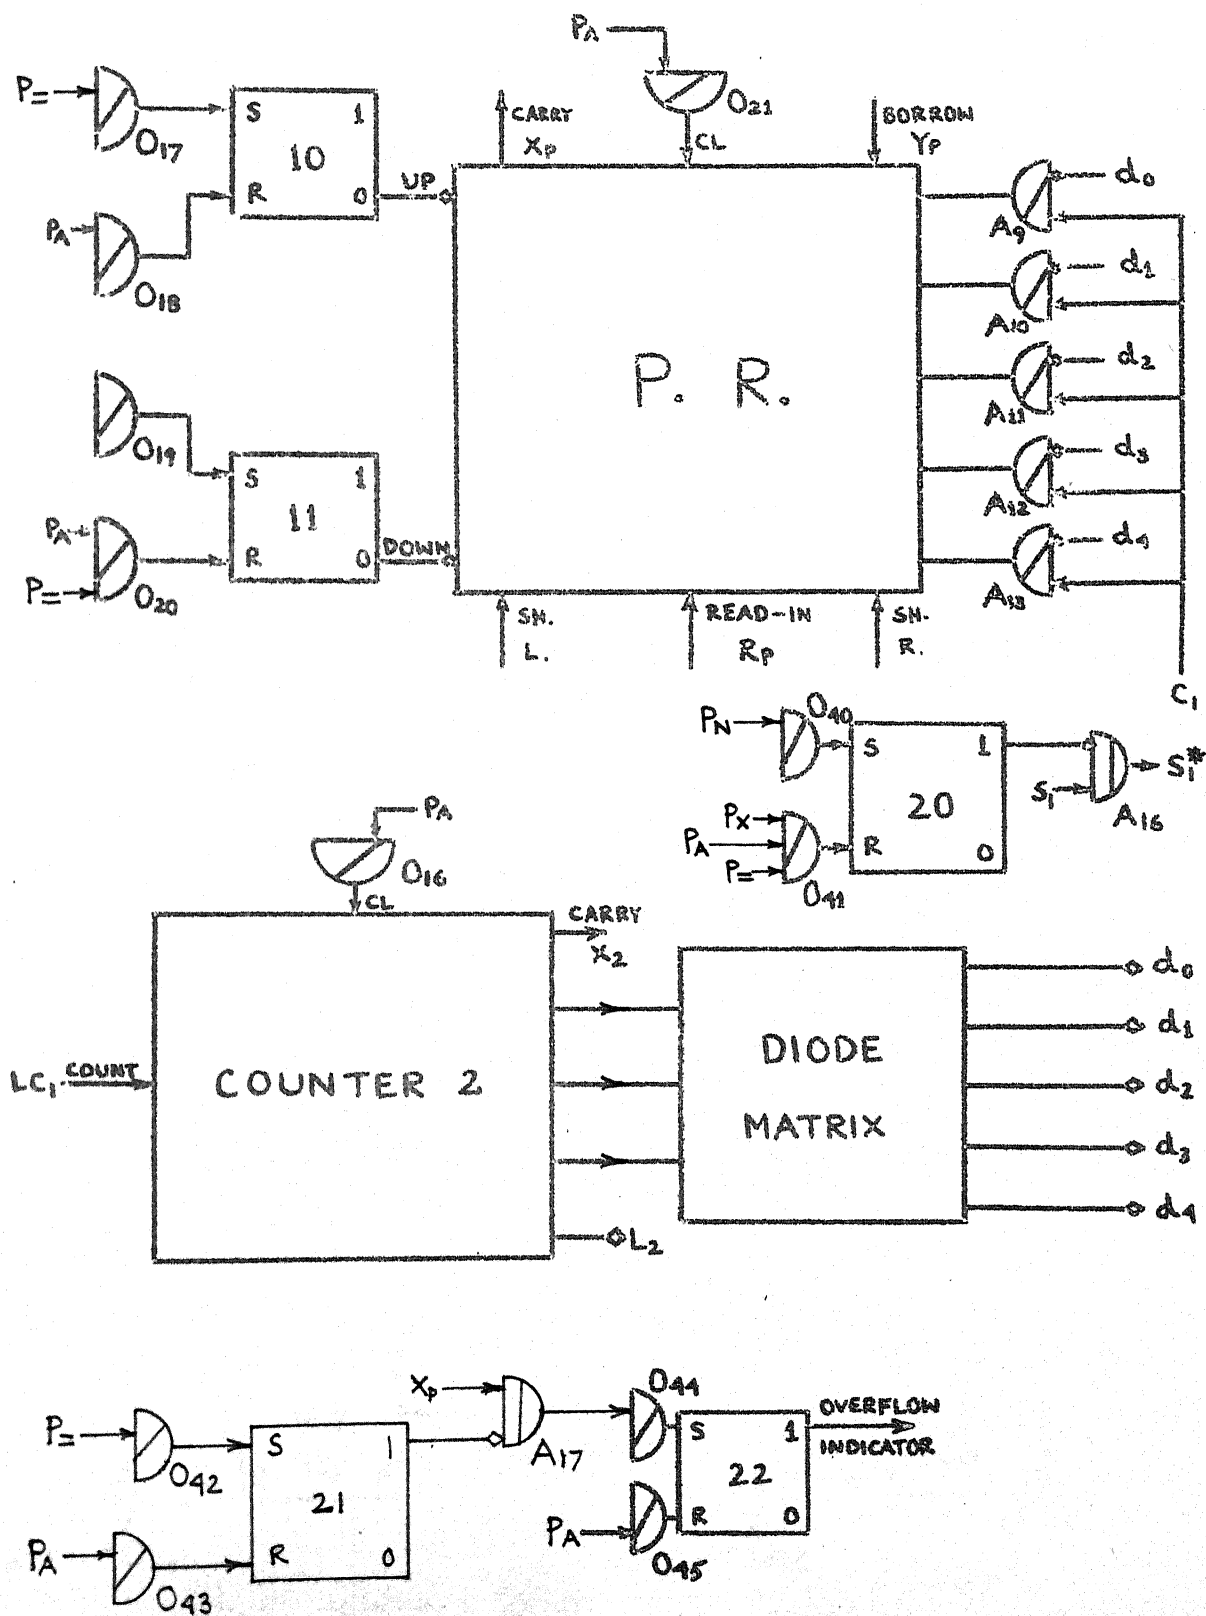 PA
P=
O17
S 1
10
R 0
PA
O18
UP
CARRY
XP
O21
CL
BORROW
YP
d0
A9
d1
A10
P. R.
d2
A11
d3
A12
d4
A13
O19
S 1
11
R 0
PA
P=
O20
DOWN
SH.
L.
READ-IN
RP
SH.
R.
C1
PN
O40
S 1
20
R 0
PX
PA
P=
O41
S1
S1*
A16
PA
O16
CL
CARRY
X2
LC1
COUNT
COUNTER 2
L2
DIODE
MATRIX
d0
d1
d2
d3
d4
P=
O42
S 1
21
R 0
PA
O43
XP
A17
O44
S 1
22
R 0
PA
O45
OVERFLOW
INDICATOR